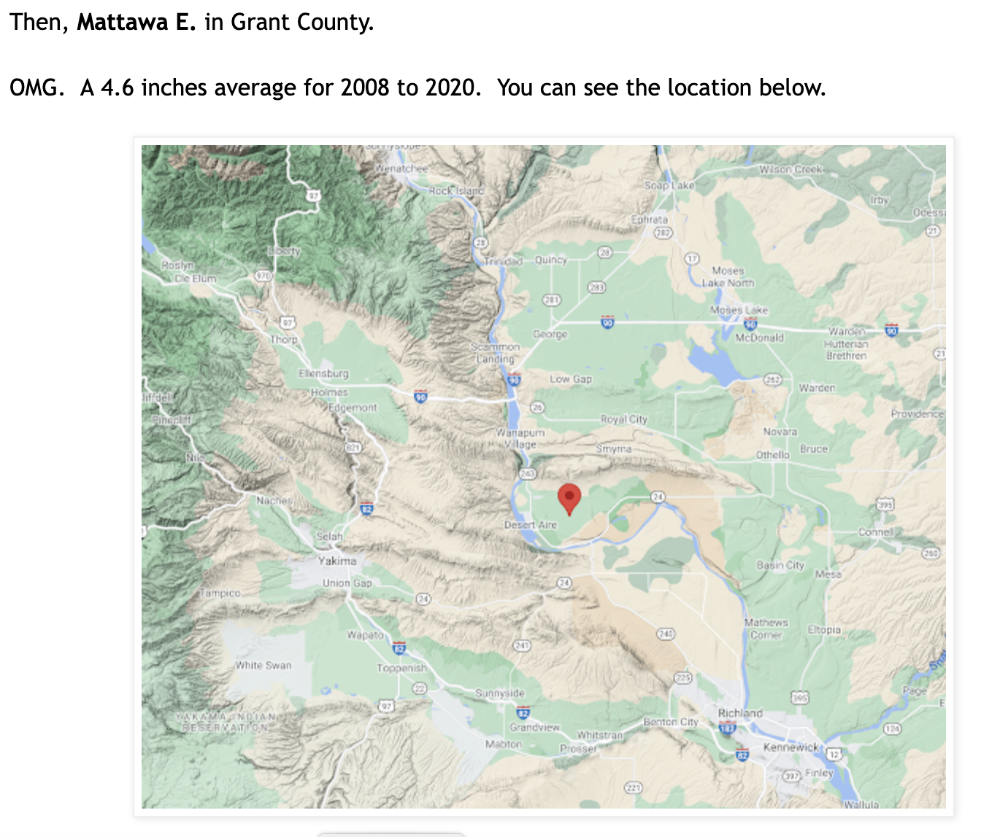 Then, Mattawa E. in Grant County.
OMG.  A 4.6 inches average for 2008 to 2020.  You can see the location below.
Wenatchee
Wilson Creek
Rock Island
Soap Lake
97
Irby
Ephrata
282
21
28
Liberty
Trinidad
Quincy
28
17
Roslyn
Cle Elum
970
Moses
Lake North
283
281
Moses Lake
97
90
90
George
McDonald
Warden
Hutterian
Brethren
90
Thorp
Scammon
Landing
21
Ellensburg
90
Low Gap
262
Warden
Holmes
Edgemont
90
26
Royal City
Providence
Pinecliff
Wanapum
Village
Novara
821
Smyrna
Othello
Bruce
Nile
243
Naches
82
24
395
Desert Aire
Connell
Selah
260
Yakima
Basin City
Mesa
Union Gap
24
Tampico
24
Mathews
Corner
Eltopia
Wapato
240
82
241
White Swan
Toppenish
225
22
Sunnyside
Page
97
395
82
Richland
YAKAMA INDIAN
RESERVATION
Benton City
182
124
Grandview
Whitstran
Mabton
Prosser
Kennewick
82
12
397
Finley
221
Wallula